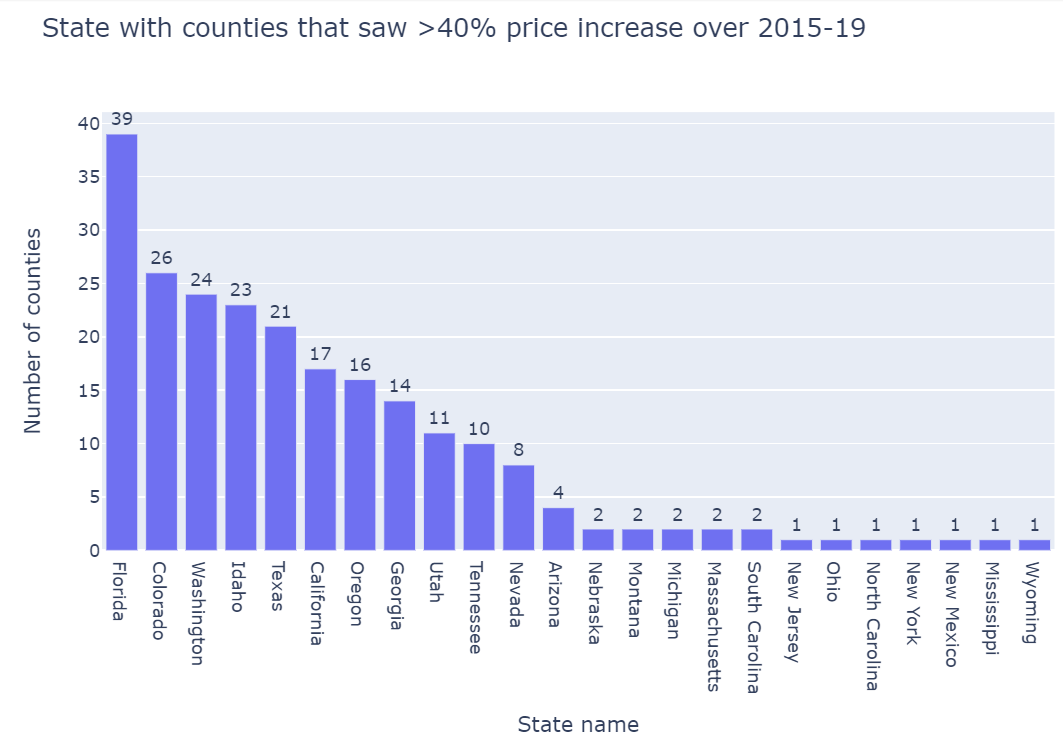 State with counties that saw >40% price increase over 2015-19
Number of counties
40
35
30
25
20
15
10
5
0
39
26
24
23
21
17
16
14
11
10
8
4
2
2
2
2
2
1
1
1
1
1
1
1
Florida
Colorado
Washington
Idaho
Texas
California
Oregon
Georgia
Utah
Tennessee
Nevada
Arizona
Nebraska
Montana
Michigan
Massachusetts
South Carolina
New Jersey
Ohio
North Carolina
New York
New Mexico
Mississippi
Wyoming
State name